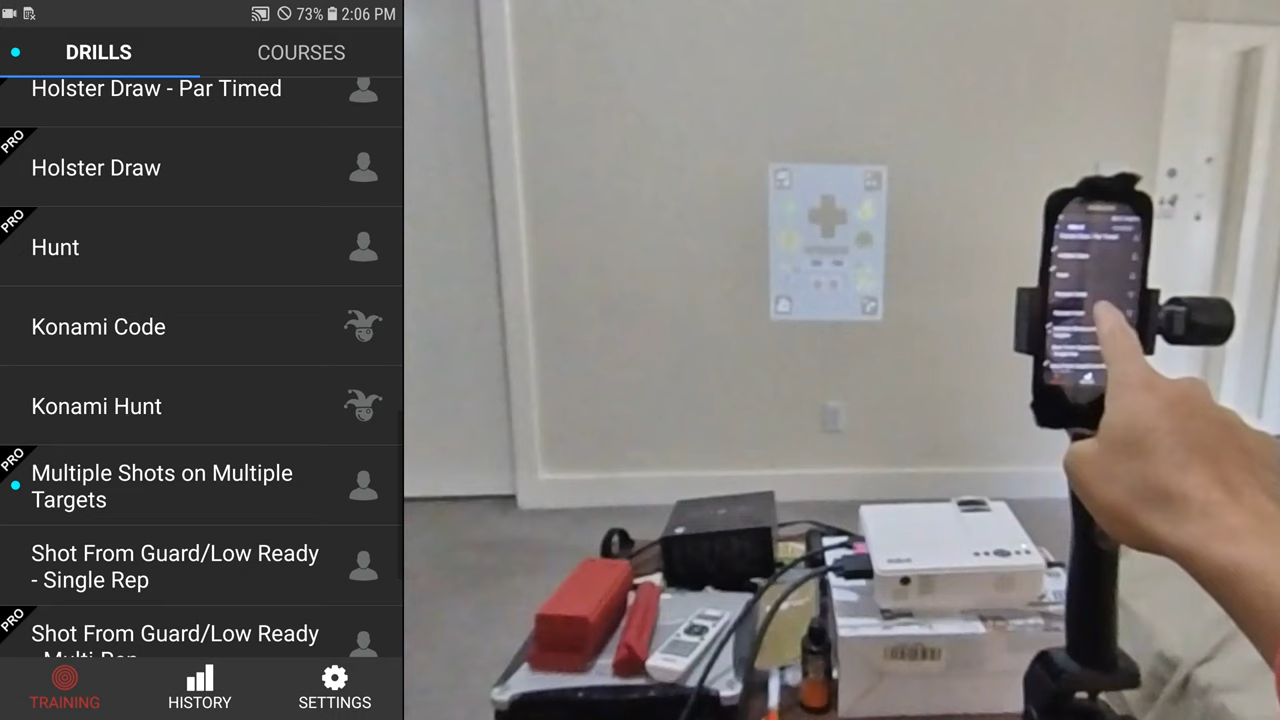 73% 2:06 PM
DRILLS COURSES
Holster Draw - Par Timed
PRO
Holster Draw
PRO
Hunt
Konami Code
Konami Hunt
PRO
Multiple Shots on Multiple
Targets
Shot From Guard/Low Ready
- Single Rep
PRO
Shot From Guard/Low Ready
- Multi Rep
TRAINING HISTORY SETTINGS